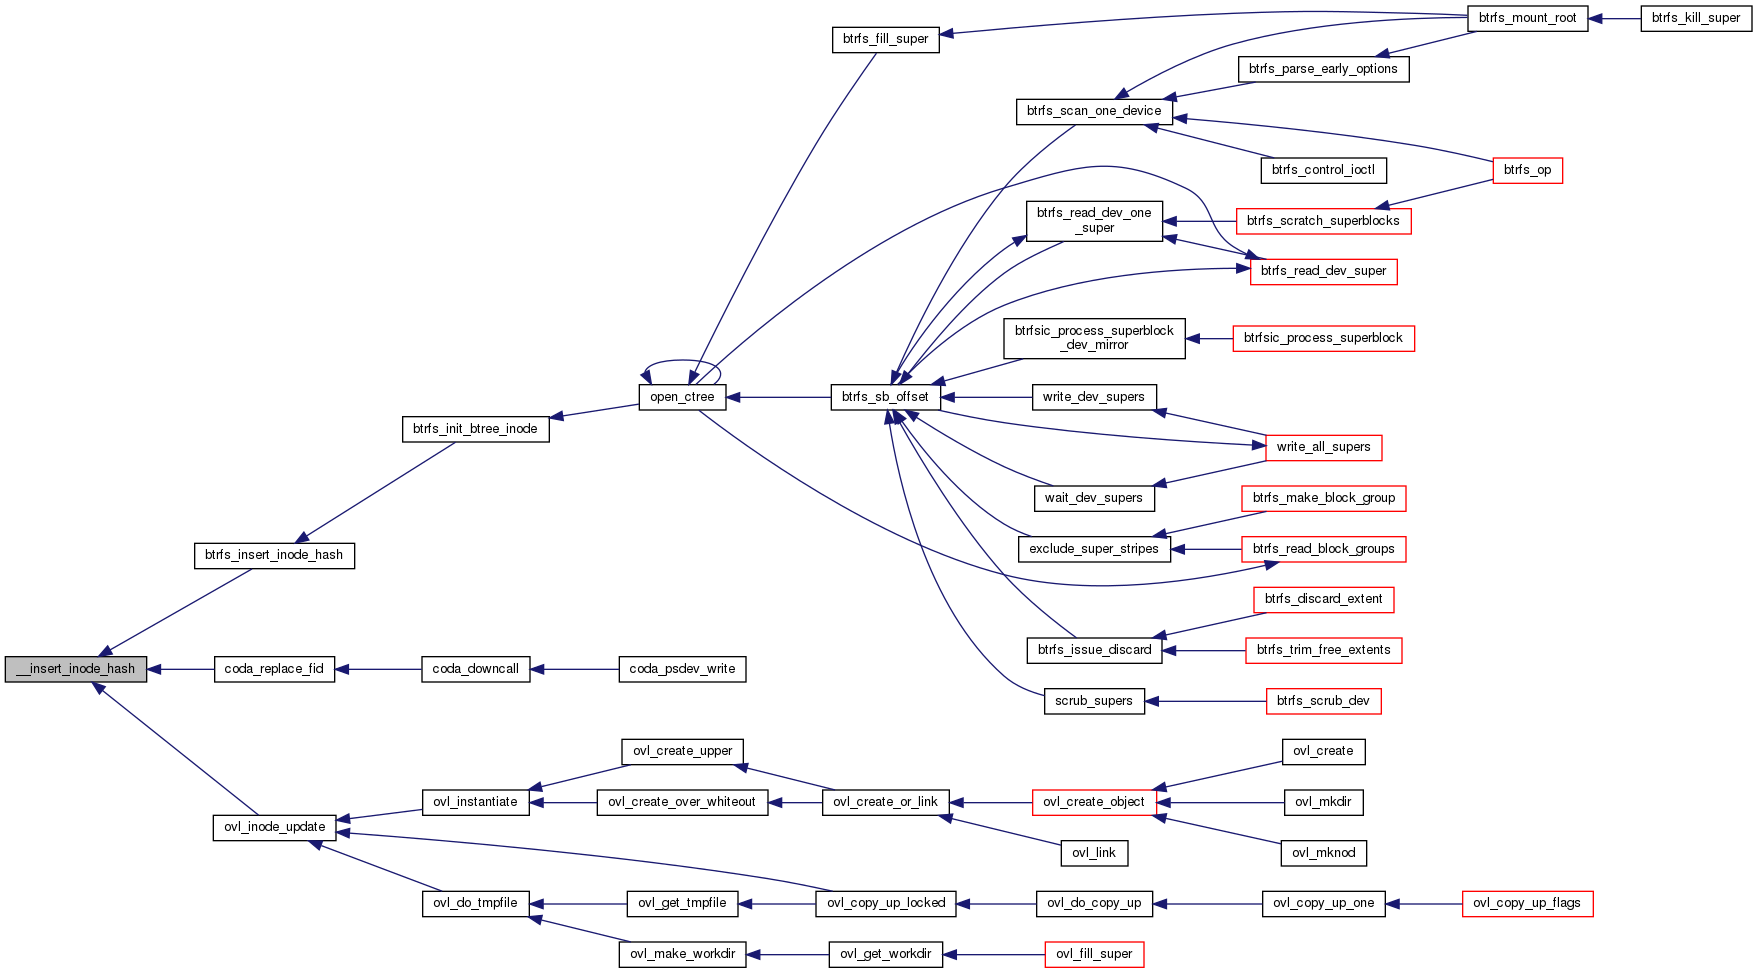 btrfs_mount_root
btrfs_kill_super
btrfs_fill_super
btrfs_parse_early_options
btrfs_scan_one_device
btrfs_control_ioctl
btrfs_op
btrfs_read_dev_one
_super
btrfs_scratch_superblocks
btrfs_read_dev_super
btrfsic_process_superblock
_dev_mirror
btrfsic_process_superblock
open_ctree
btrfs_sb_offset
write_dev_supers
btrfs_init_btree_inode
write_all_supers
wait_dev_supers
btrfs_make_block_group
btrfs_insert_inode_hash
exclude_super_stripes
btrfs_read_block_groups
btrfs_discard_extent
btrfs_issue_discard
btrfs_trim_free_extents
__insert_inode_hash
coda_replace_fid
coda_downcall
coda_psdev_write
scrub_supers
btrfs_scrub_dev
ovl_create_upper
ovl_create
ovl_instantiate
ovl_create_over_whiteout
ovl_create_or_link
ovl_create_object
ovl_mkdir
ovl_inode_update
ovl_link
ovl_mknod
ovl_do_tmpfile
ovl_get_tmpfile
ovl_copy_up_locked
ovl_do_copy_up
ovl_copy_up_one
ovl_copy_up_flags
ovl_make_workdir
ovl_get_workdir
ovl_fill_super